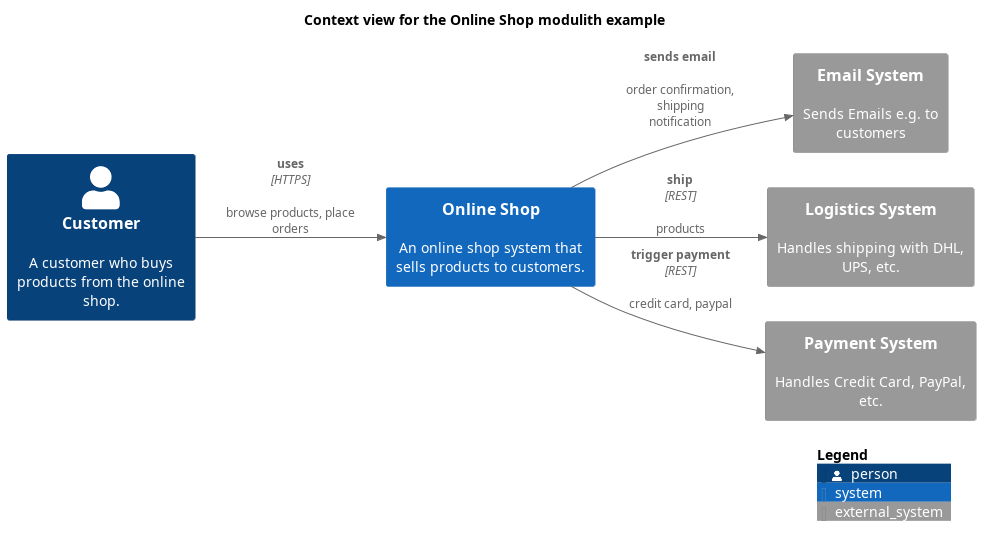 Context view for the Online Shop modulith example
Customer
A customer who buys
products from the online
shop.
uses
[HTTPS]
browse products, place
orders
Online Shop
An online shop system that
sells products to customers.
sends email
order confirmation,
shipping
notification
ship
[REST]
products
trigger payment
[REST]
credit card, paypal
Email System
Sends Emails e.g. to
customers
Logistics System
Handles shipping with DHL,
UPS, etc.
Payment System
Handles Credit Card, PayPal,
etc.
Legend
person
system
external_system